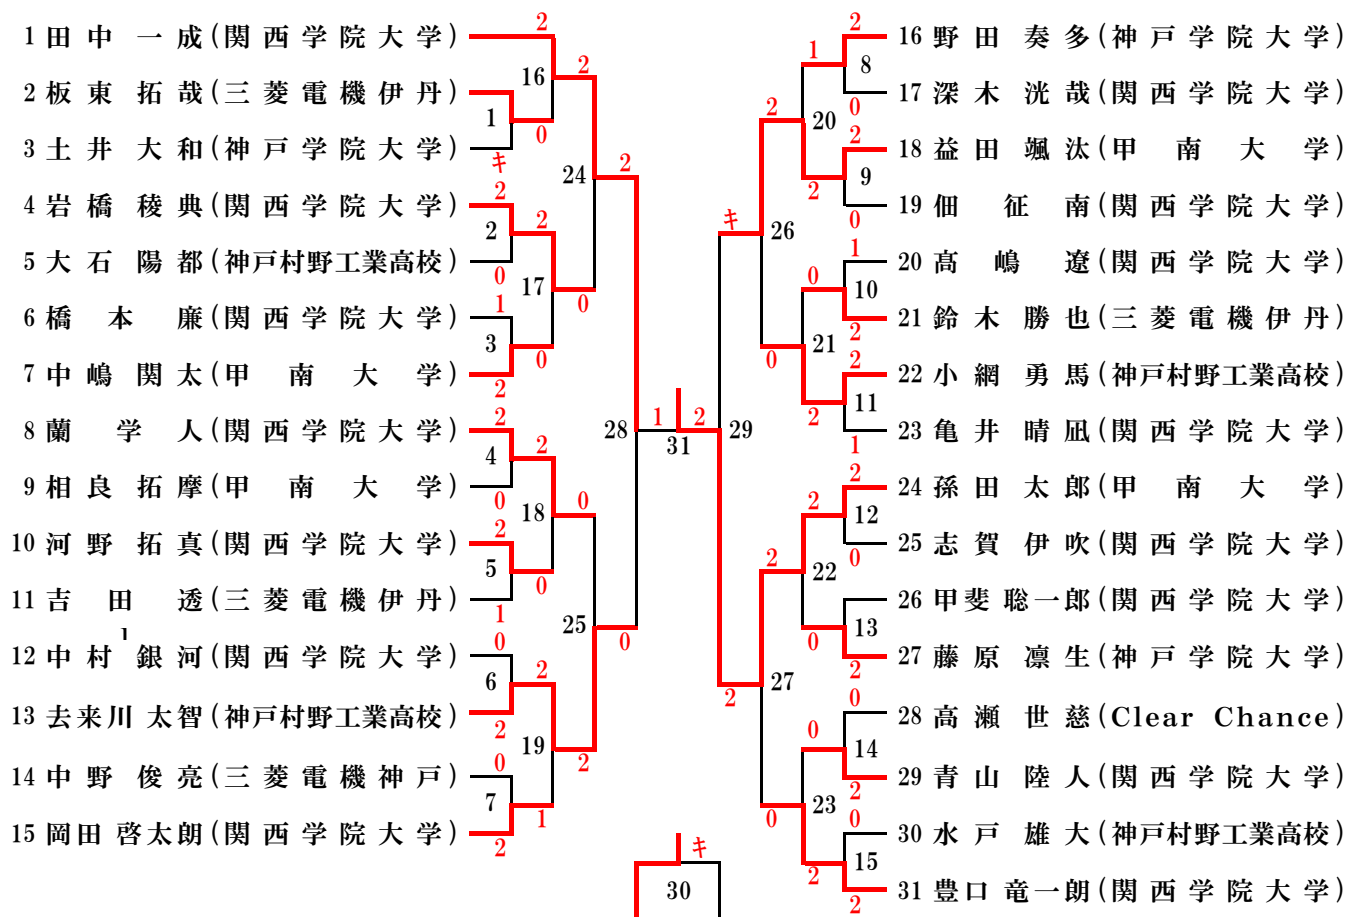 1 田中 一成 (関西学院大学)
2 板東 拓哉 (三菱電機伊丹)
3 土井 大和 (神戸学院大学)
4 岩橋 稜典 (関西学院大学)
5 大石 陽都 (神戸村野工業高校)
6 橋本 廉 (関西学院大学)
7 中嶋 関太 (甲南大学)
8 蘭 学人 (関西学院大学)
9 相良 拓摩 (甲南大学)
10 河野 拓真 (関西学院大学)
11 吉田 透 (三菱電機伊丹)
12 中村 銀河 (関西学院大学)
13 去来川 太智 (神戸村野工業高校)
14 中野 俊亮 (三菱電機神戸)
15 岡田 啓太朗 (関西学院大学)
2
キ
2
0
1
2
2
0
2
1
0
2
0
2
1
2
3
4
5
6
7
2
0
2
0
2
0
2
1
16
17
18
19
2
0
0
2
24
25
2
0
28
1
31
2
キ
30
29
キ
2
26
27
2
0
2
0
20
21
22
23
1
2
0
2
2
0
0
2
8
9
10
11
12
13
14
15
2
0
2
0
1
2
2
1
2
0
2
0
2
0
2
16 野田 奏多 (神戸学院大学)
17 深木 洸哉 (関西学院大学)
18 益田 颯汰 (甲南大学)
19 佃 征南 (関西学院大学)
20 高嶋 遼 (関西学院大学)
21 鈴木 勝也 (三菱電機伊丹)
22 小網 勇馬 (神戸村野工業高校)
23 亀井 晴凪 (関西学院大学)
24 孫田 太郎 (甲南大学)
25 志賀 伊吹 (関西学院大学)
26 甲斐 聡一郎 (関西学院大学)
27 藤原 凛生 (神戸学院大学)
28 高瀬 世慈 (Clear Chance)
29 青山 陸人 (関西学院大学)
30 水戸 雄大 (神戸村野工業高校)
31 豊口 竜一朗 (関西学院大学)